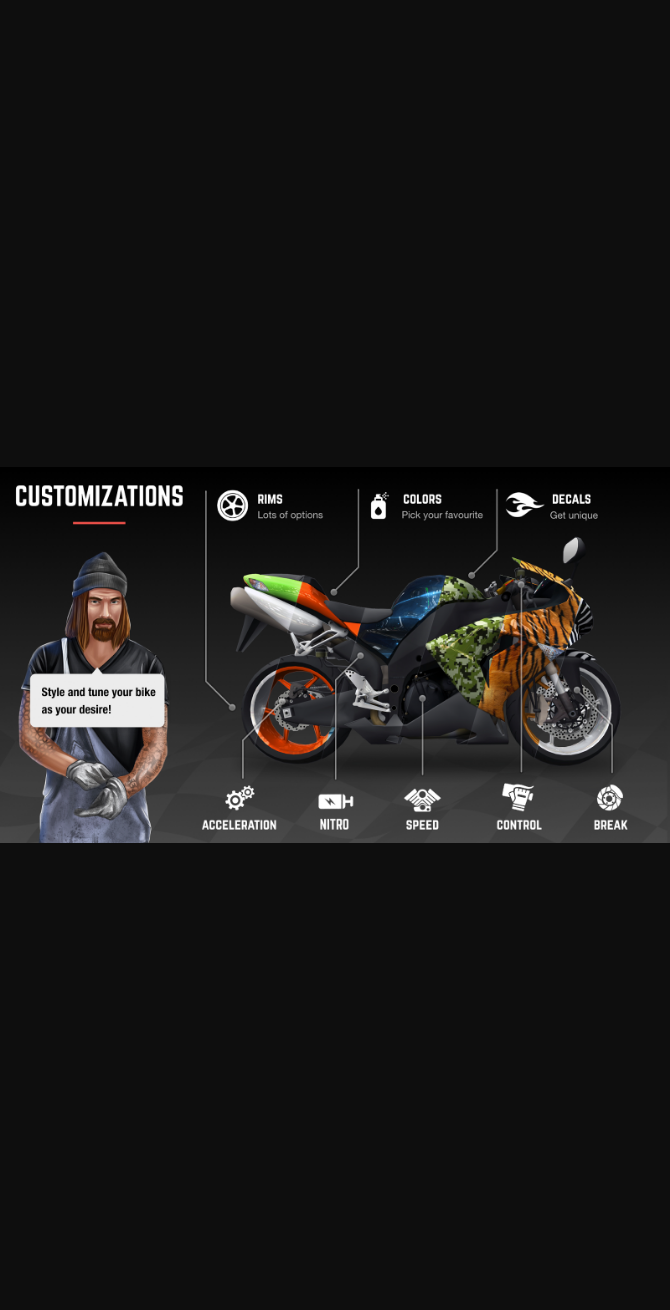 CUSTOMIZATIONS
RIMS
Lots of options
COLORS
Pick your favourite
DECALS
Get unique
Style and tune your bike
as your desire!
ACCELERATION
NITRO
SPEED
CONTROL
BREAK